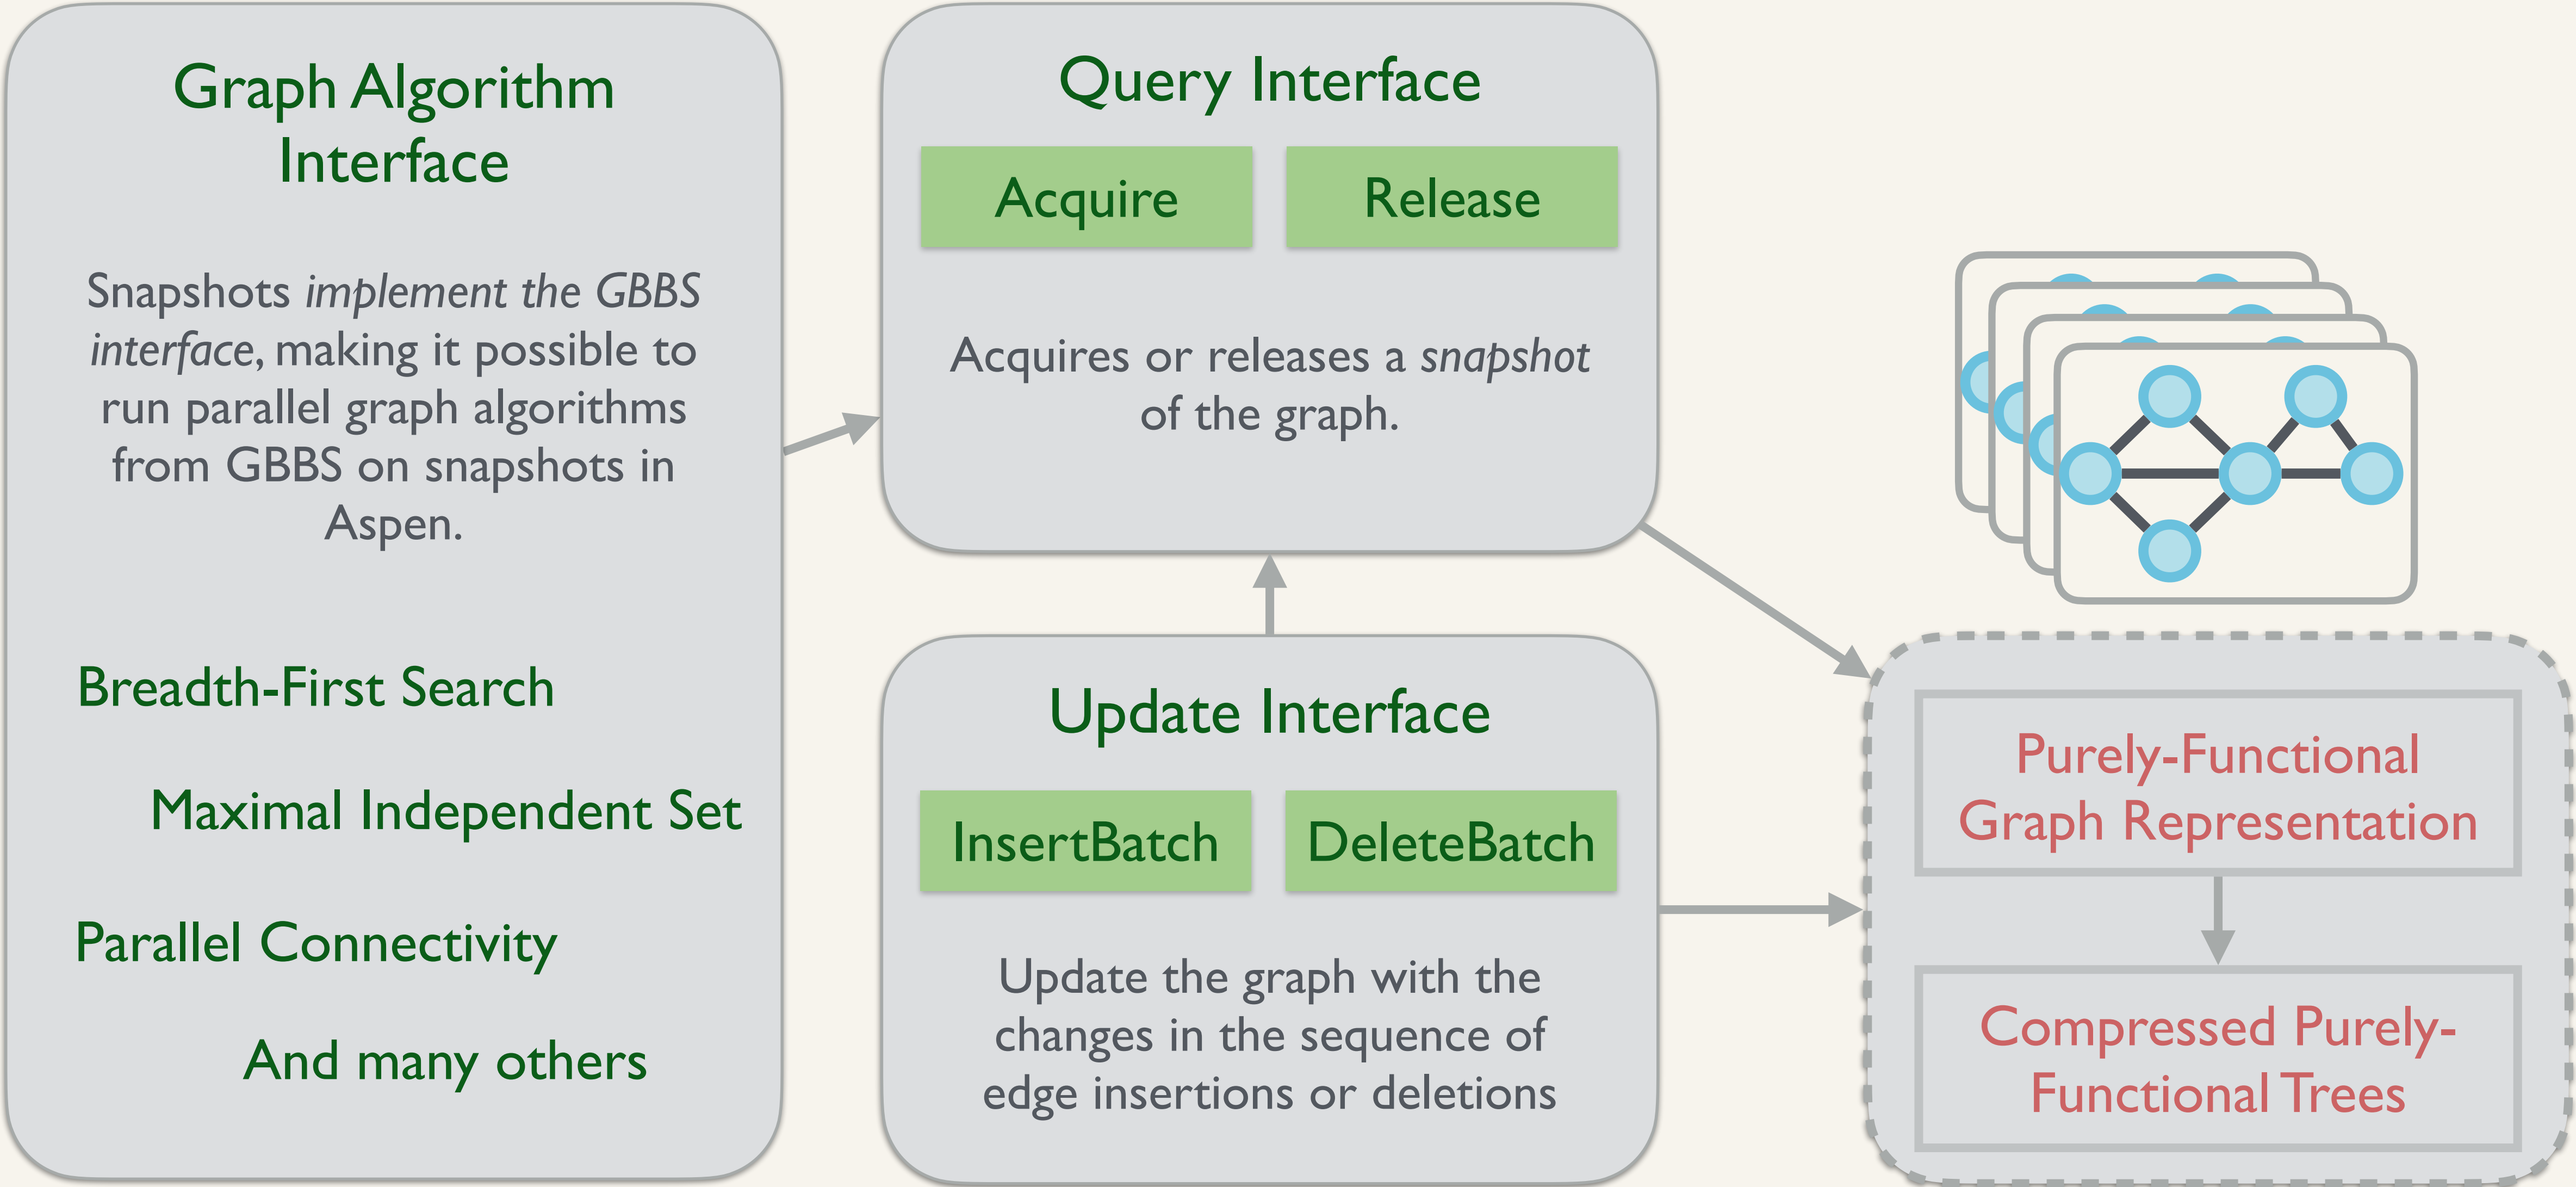 Graph Algorithm
Interface
Snapshots implement the GBBS
interface, making it possible to
run parallel graph algorithms
from GBBS on snapshots in
Aspen.
Breadth-First Search
Maximal Independent Set
Parallel Connectivity
And many others
Query Interface
Acquire
Release
Acquires or releases a snapshot
of the graph.
Update Interface
InsertBatch
DeleteBatch
Update the graph with the
changes in the sequence of
edge insertions or deletions
Purely-Functional
Graph Representation
Compressed Purely-
Functional Trees